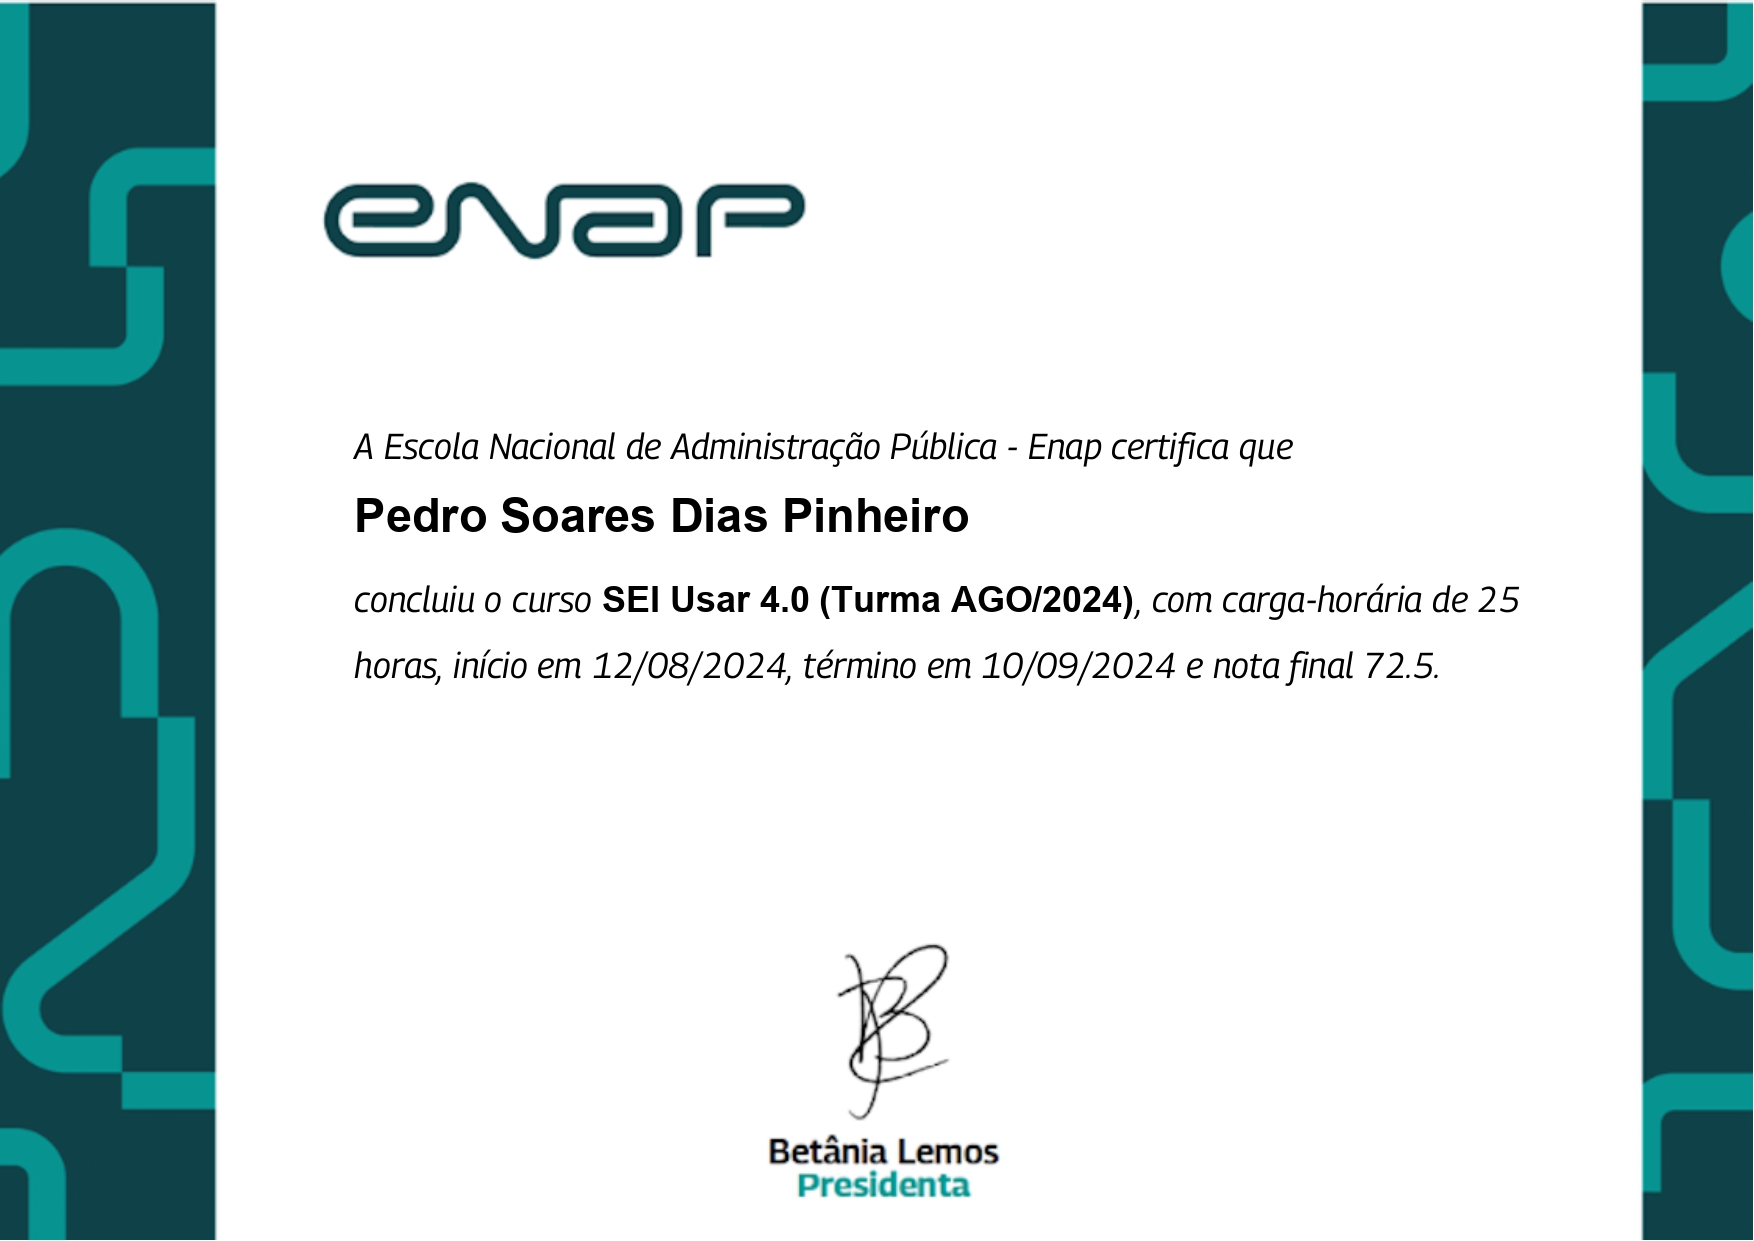 enap
A Escola Nacional de Administração Pública - Enap certifica que
Pedro Soares Dias Pinheiro
concluiu o curso SEI Usar 4.0 (Turma AGO/2024), com carga-horária de 25
horas, início em 12/08/2024, término em 10/09/2024 e nota final 72.5.
Betânia Lemos
Presidenta